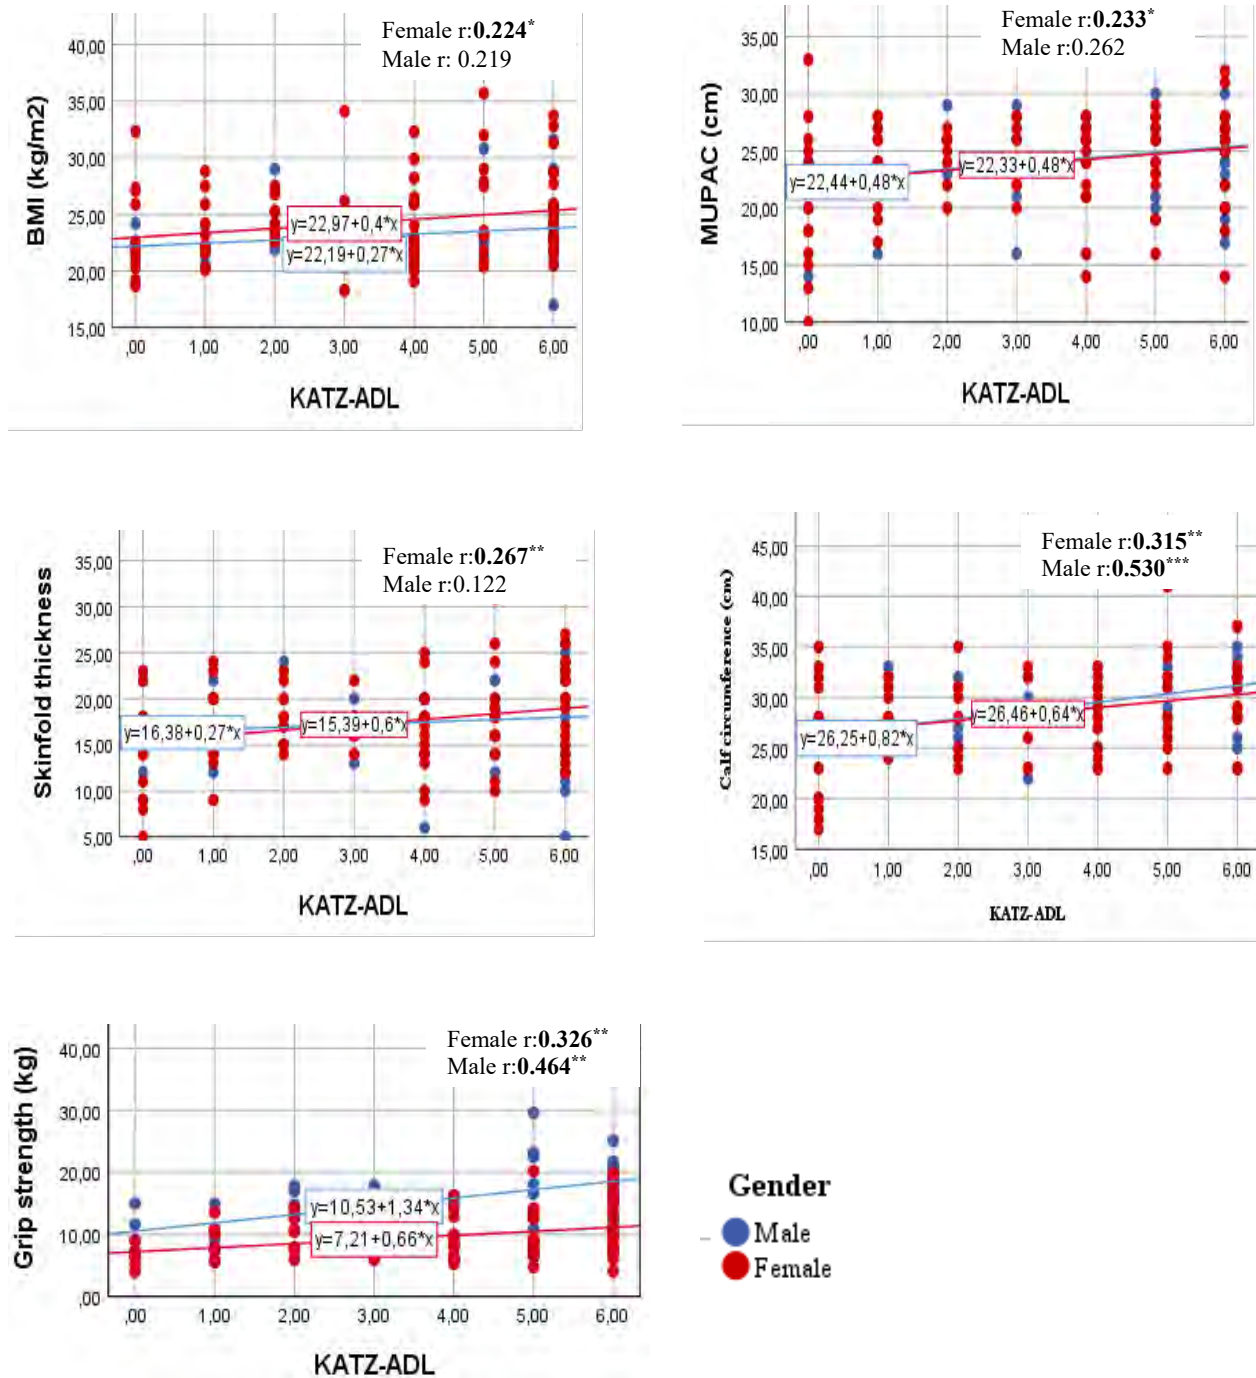 Female r:0.224*
Male r: 0.219
BMI (kg/m2)
40,00
35,00
30,00
25,00
20,00
15,00
y=22,97+0,4*x
y=22,19+0,27*x
,00 1,00 2,00 3,00 4,00 5,00 6,00
KATZ-ADL
Female r:0.233*
Male r:0.262
MUPAC (cm)
35,00
30,00
25,00
20,00
15,00
10,00
y=22,44+0,48*x
y=22,33+0,48*x
,00 1,00 2,00 3,00 4,00 5,00 6,00
KATZ-ADL
Female r:0.267**
Male r:0.122
Skinfold thickness
35,00
30,00
25,00
20,00
15,00
10,00
5,00
y=16,38+0,27*x
y=15,39+0,6*x
,00 1,00 2,00 3,00 4,00 5,00 6,00
KATZ-ADL
Female r:0.315**
Male r:0.530***
Calf circumference (cm)
45,00
40,00
35,00
30,00
25,00
20,00
15,00
y=26,25+0,82*x
y=26,46+0,64*x
,00 1,00 2,00 3,00 4,00 5,00 6,00
KATZ-ADL
Female r:0.326**
Male r:0.464**
Grip strength (kg)
40,00
30,00
20,00
10,00
,00
y=10,53+1,34*x
y=7,21+0,66*x
,00 1,00 2,00 3,00 4,00 5,00 6,00
KATZ-ADL
Gender
Male
Female